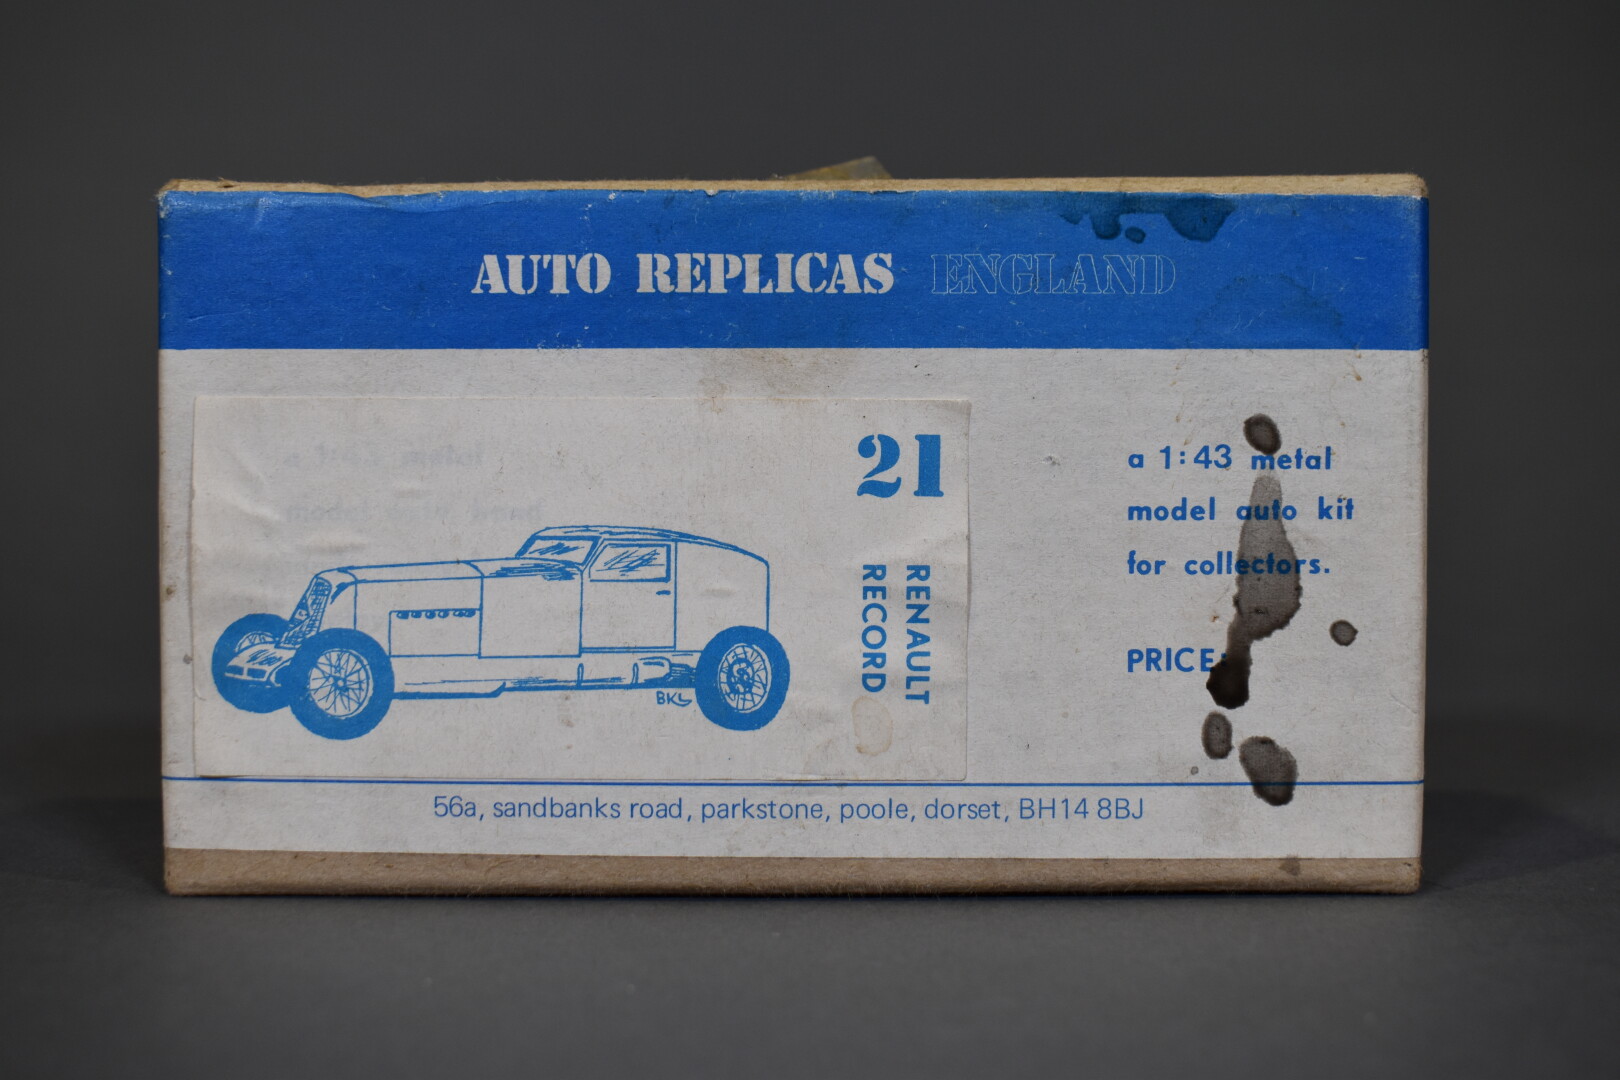 AUTO REPLICAS ENGLAND
21
RENAULT
RECORD
BKL
a 1:43 metal
model auto kit
for collectors.
PRICE:
56a, sandbanks road, parkstone, poole, dorset, BH14 8BJ